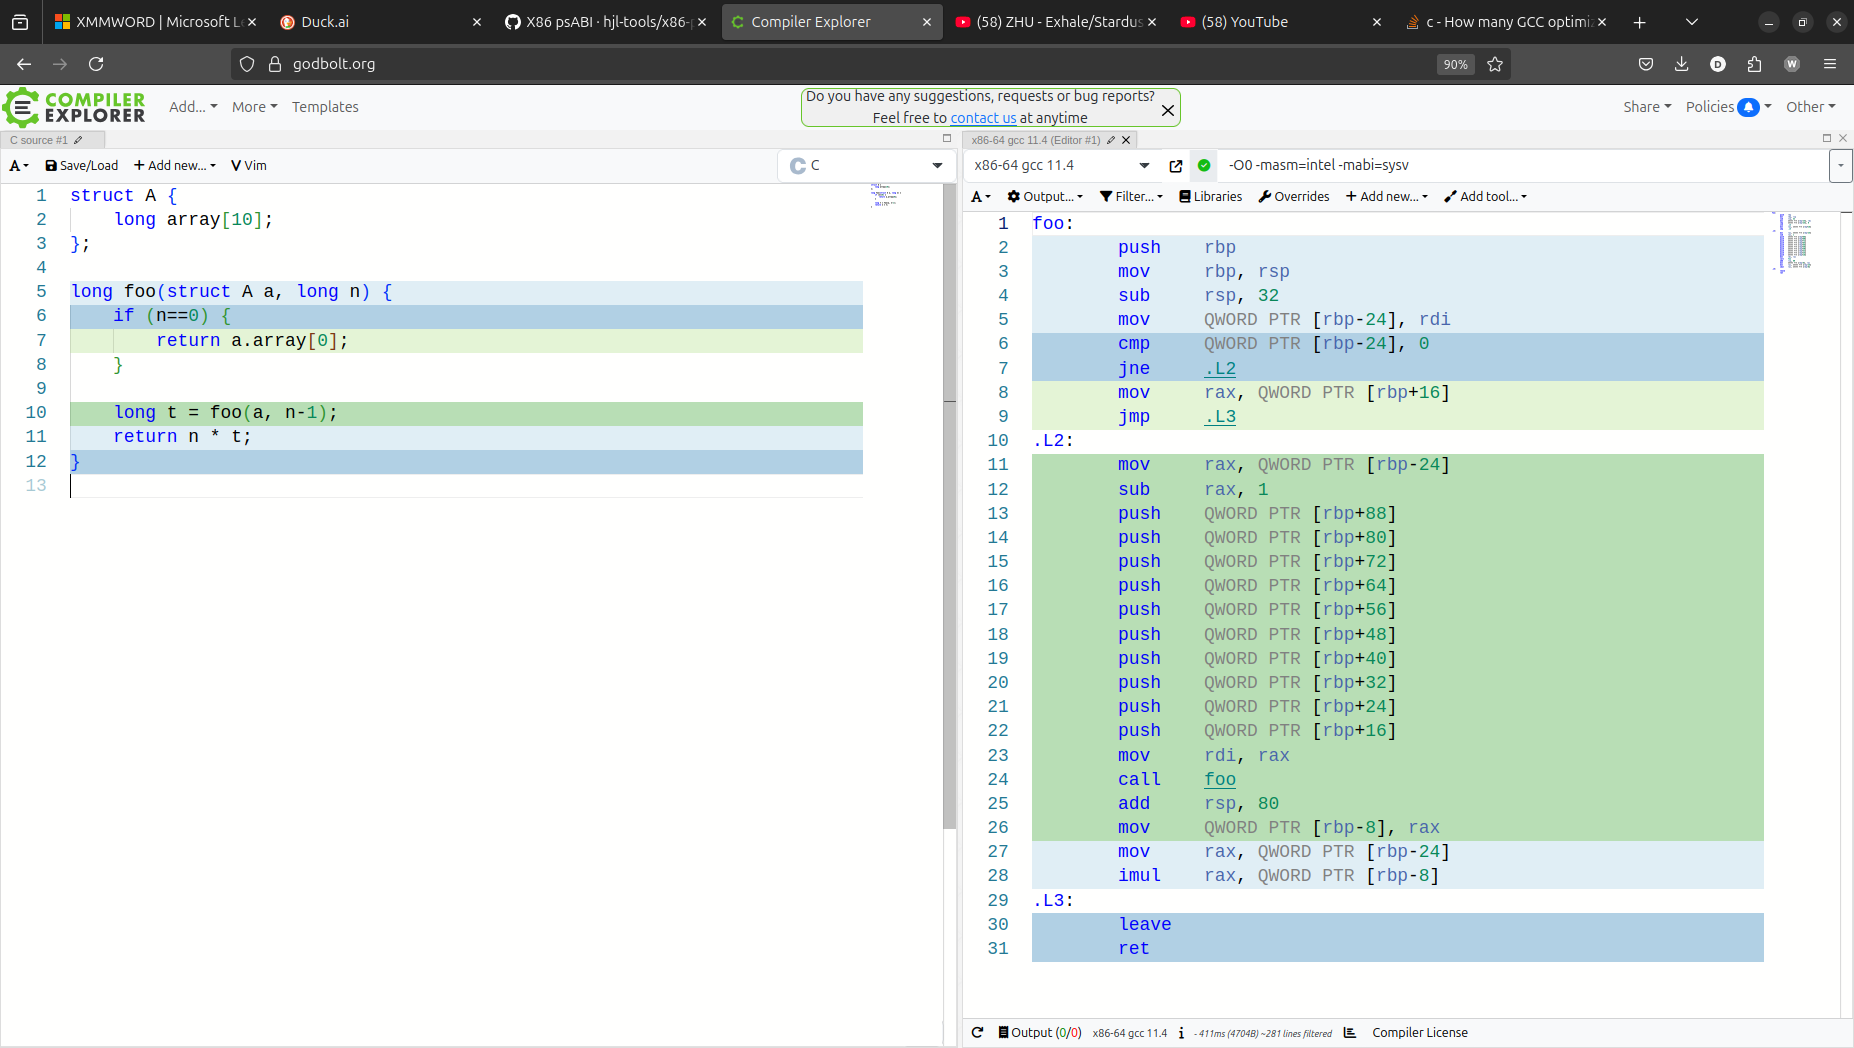 XMMWORD | Microsoft Le
Duck.ai
X86 psABI · hjl-tools/x86-p
Compiler Explorer
(58) ZHU - Exhale/Stardus
(58) YouTube
c - How many GCC optimiz
godbolt.org
90%
COMPILER
EXPLORER
Add...
More
Templates
Do you have any suggestions, requests or bug reports?
Feel free to contact us at anytime
Share
Policies
Other
C source #1
A
Save/Load
Add new...
Vim
C
1 struct A {
2     long array[10];
3 };
4
5 long foo(struct A a, long n) {
6     if (n==0) {
7         return a.array[0];
8     }
9
10     long t = foo(a, n-1);
11     return n * t;
12 }
13
x86-64 gcc 11.4 (Editor #1)
x86-64 gcc 11.4
-O0 -masm=intel -mabi=sysv
A
Output...
Filter...
Libraries
Overrides
Add new...
Add tool...
1 foo:
2         push    rbp
3         mov     rbp, rsp
4         sub     rsp, 32
5         mov     QWORD PTR [rbp-24], rdi
6         cmp     QWORD PTR [rbp-24], 0
7         jne     .L2
8         mov     rax, QWORD PTR [rbp+16]
9         jmp     .L3
10 .L2:
11         mov     rax, QWORD PTR [rbp-24]
12         sub     rax, 1
13         push    QWORD PTR [rbp+88]
14         push    QWORD PTR [rbp+80]
15         push    QWORD PTR [rbp+72]
16         push    QWORD PTR [rbp+64]
17         push    QWORD PTR [rbp+56]
18         push    QWORD PTR [rbp+48]
19         push    QWORD PTR [rbp+40]
20         push    QWORD PTR [rbp+32]
21         push    QWORD PTR [rbp+24]
22         push    QWORD PTR [rbp+16]
23         mov     rdi, rax
24         call    foo
25         add     rsp, 80
26         mov     QWORD PTR [rbp-8], rax
27         mov     rax, QWORD PTR [rbp-24]
28         imul    rax, QWORD PTR [rbp-8]
29 .L3:
30         leave
31         ret
Output (0/0)
x86-64 gcc 11.4
- 411ms (4704B) ~281 lines filtered
Compiler License